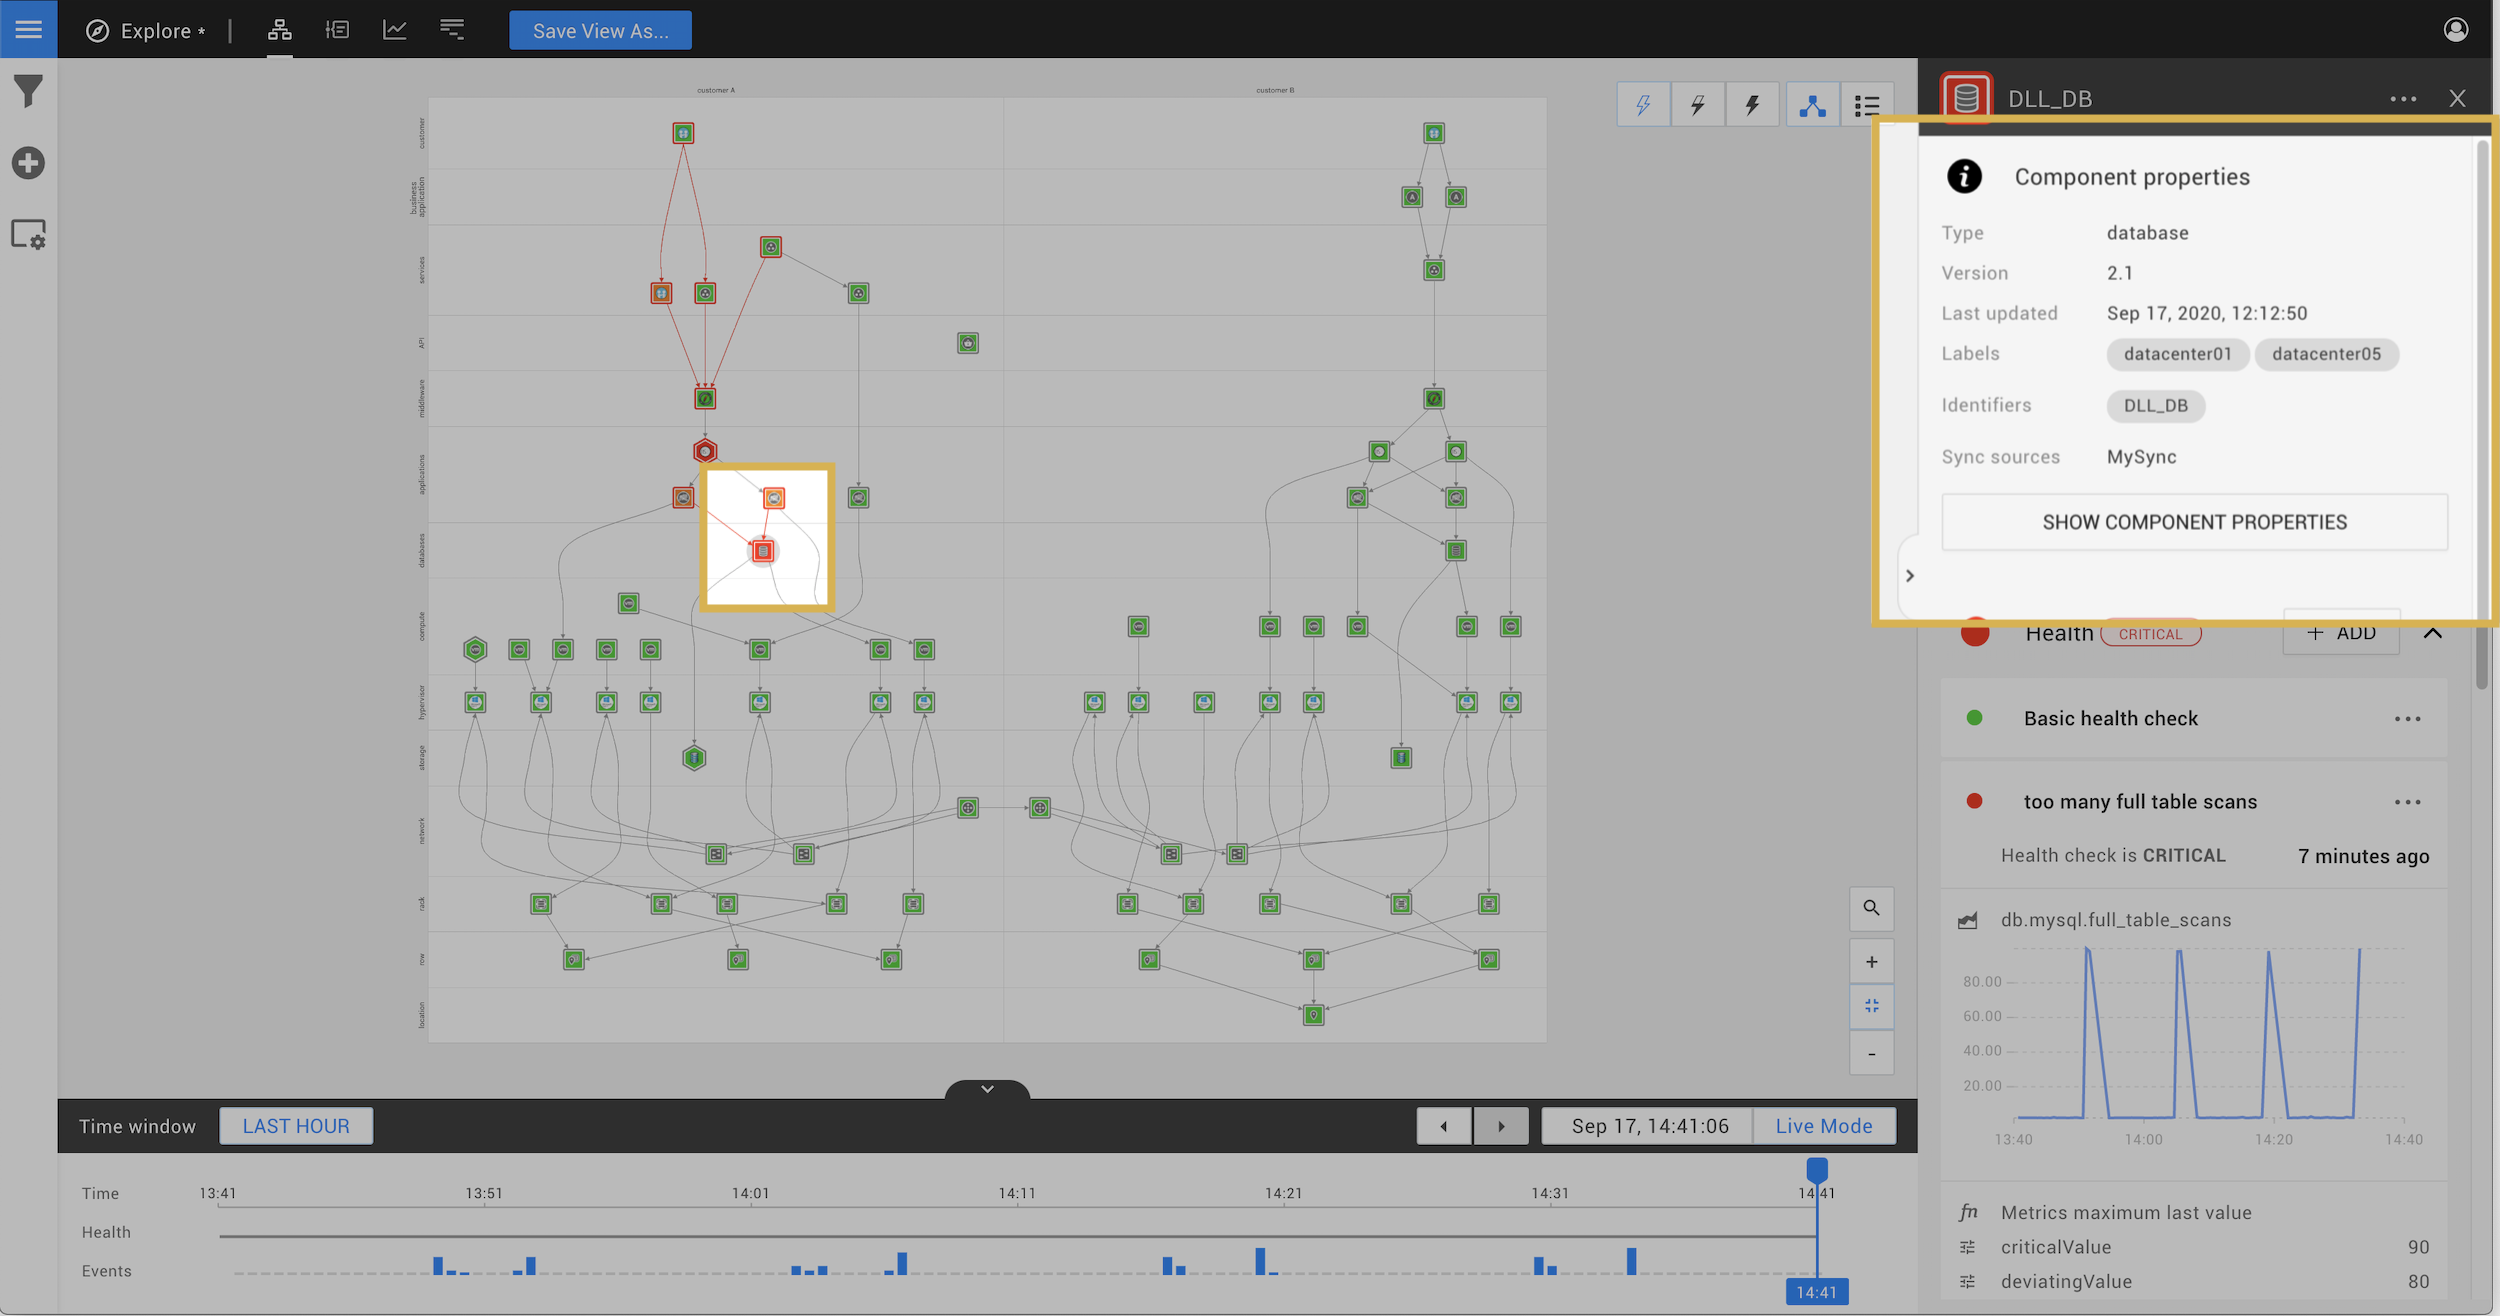 Explore *
Save View As...
customer A
customer B
customer
business application
services
API
middleware
applications
databases
compute
hypervisor
storage
network
rack
row
location
DLL_DB
Component properties
Type database
Version 2.1
Last updated Sep 17, 2020, 12:12:50
Labels datacenter01 datacenter05
Identifiers DLL_DB
Sync sources MySync
SHOW COMPONENT PROPERTIES
Health CRITICAL + ADD
Basic health check
too many full table scans
Health check is CRITICAL 7 minutes ago
db.mysql.full_table_scans
80.00
60.00
40.00
20.00
13:40 14:00 14:20 14:40
fn Metrics maximum last value
criticalValue 90
deviatingValue 80
+
-
Time window LAST HOUR Sep 17, 14:41:06 Live Mode
Time 13:41 13:51 14:01 14:11 14:21 14:31 14:41
Health
Events
14:41